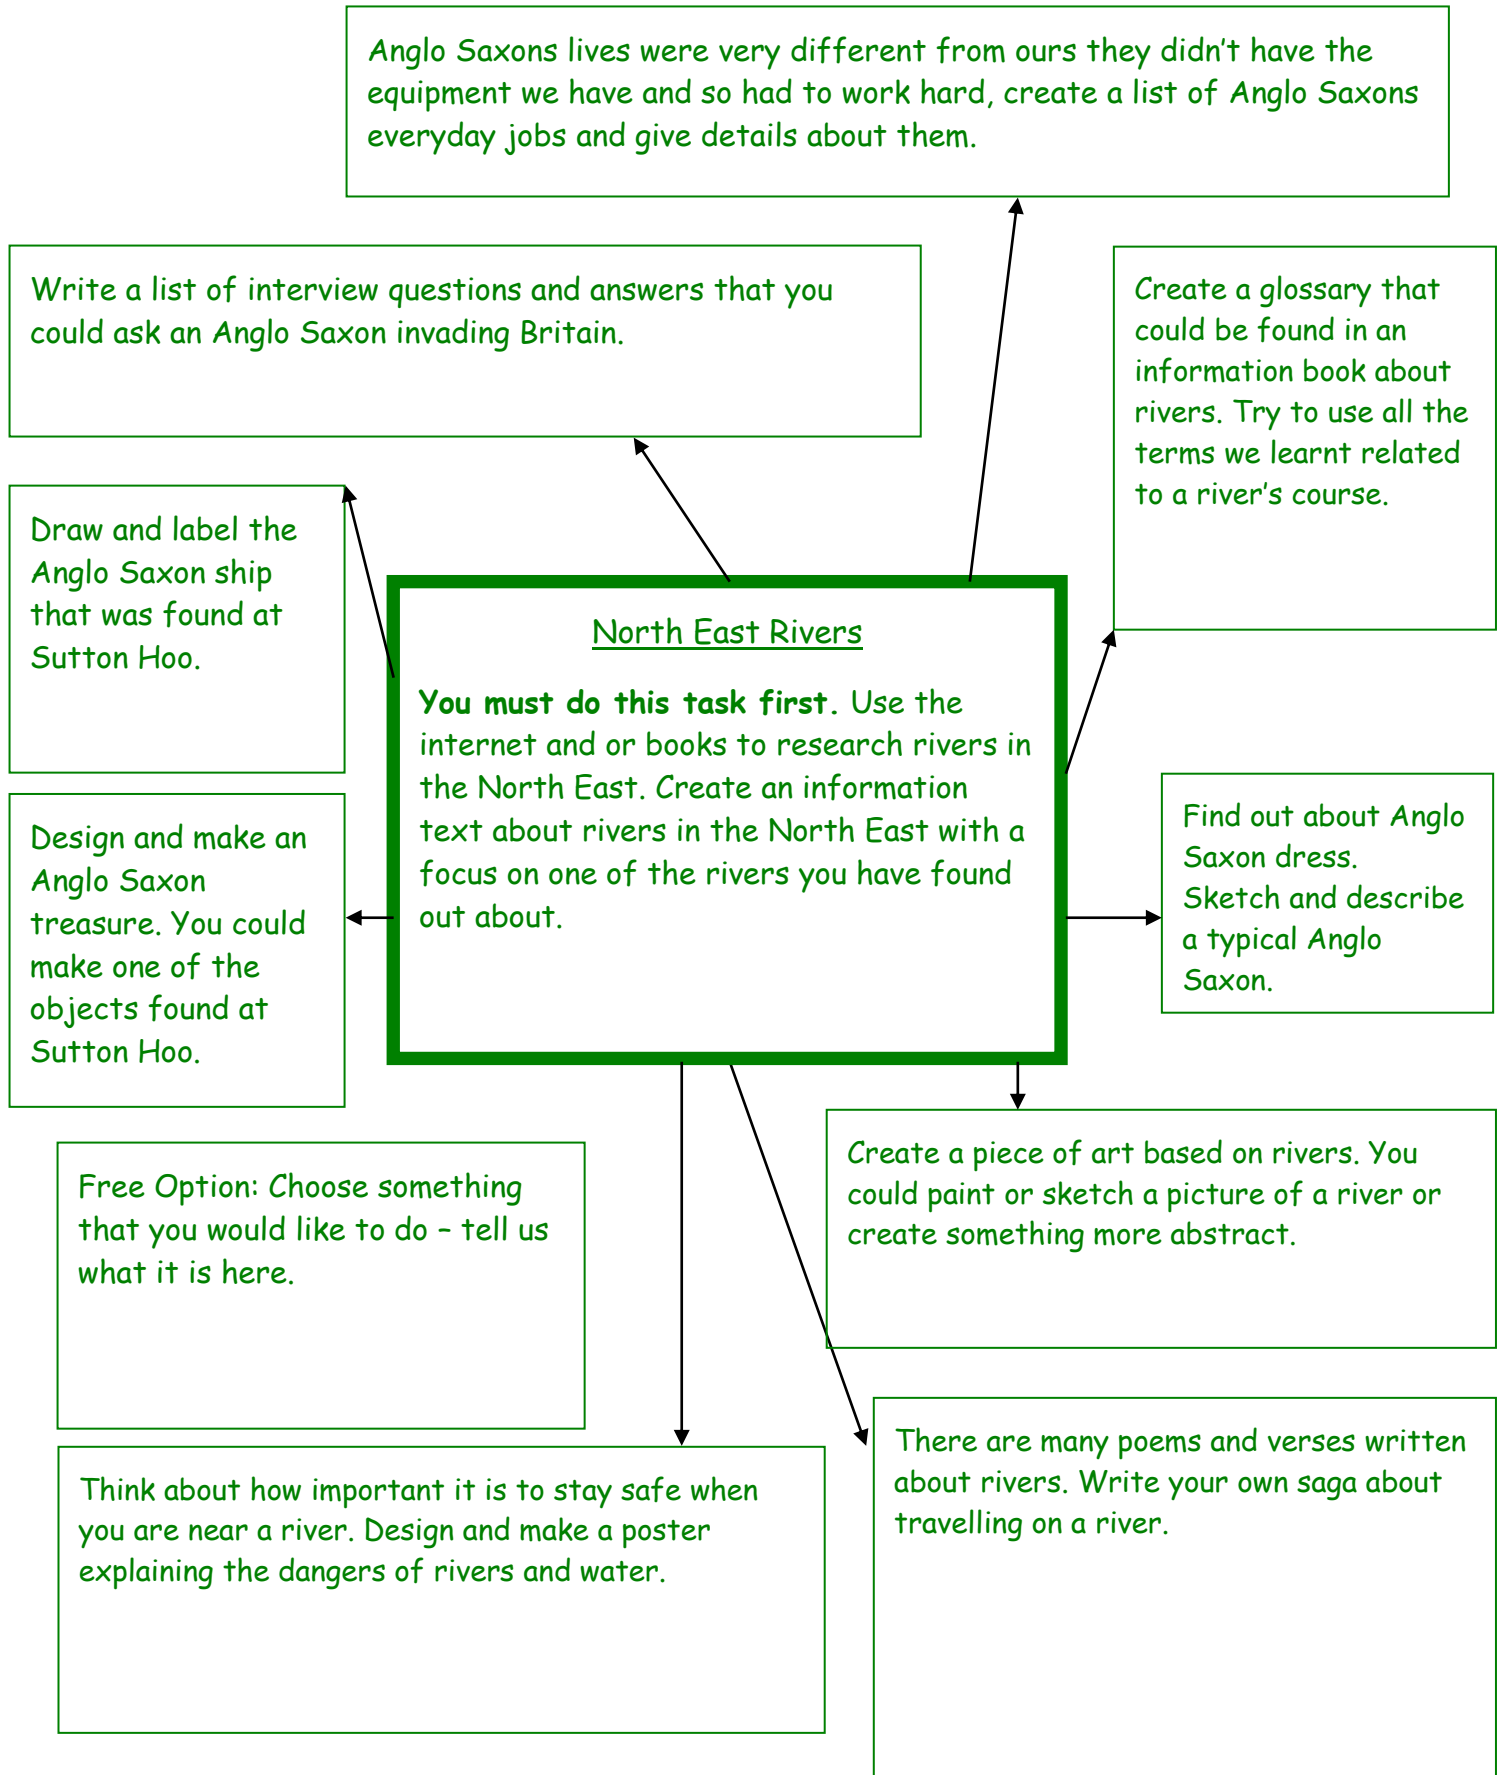 Anglo Saxons lives were very different from ours they didn’t have the
equipment we have and so had to work hard, create a list of Anglo Saxons
everyday jobs and give details about them.
Write a list of interview questions and answers that you
could ask an Anglo Saxon invading Britain.
Create a glossary that
could be found in an
information book about
rivers. Try to use all the
terms we learnt related
to a river’s course.
Draw and label the
Anglo Saxon ship
that was found at
Sutton Hoo.
North East Rivers
You must do this task first. Use the
internet and or books to research rivers in
the North East. Create an information
text about rivers in the North East with a
focus on one of the rivers you have found
out about.
Design and make an
Anglo Saxon
treasure. You could
make one of the
objects found at
Sutton Hoo.
Find out about Anglo
Saxon dress.
Sketch and describe
a typical Anglo
Saxon.
Free Option: Choose something
that you would like to do – tell us
what it is here.
Create a piece of art based on rivers. You
could paint or sketch a picture of a river or
create something more abstract.
Think about how important it is to stay safe when
you are near a river. Design and make a poster
explaining the dangers of rivers and water.
There are many poems and verses written
about rivers. Write your own saga about
travelling on a river.